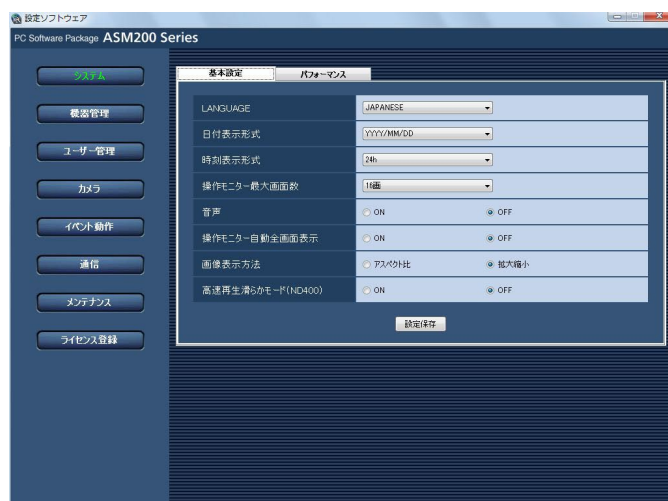 設定ソフトウェア
PC Software Package ASM200 Series
システム
機器管理
ユーザー管理
カメラ
イベント動作
通信
メンテナンス
ライセンス登録
基本設定 パフォーマンス
LANGUAGE JAPANESE
日付表示形式 YYYY/MM/DD
時刻表示形式 24h
操作モニター最大画面数 16画
音声 ON OFF
操作モニター自動全画面表示 ON OFF
画像表示方法 アスペクト比 拡大縮小
高速再生滑らかモード(ND400) ON OFF
設定保存